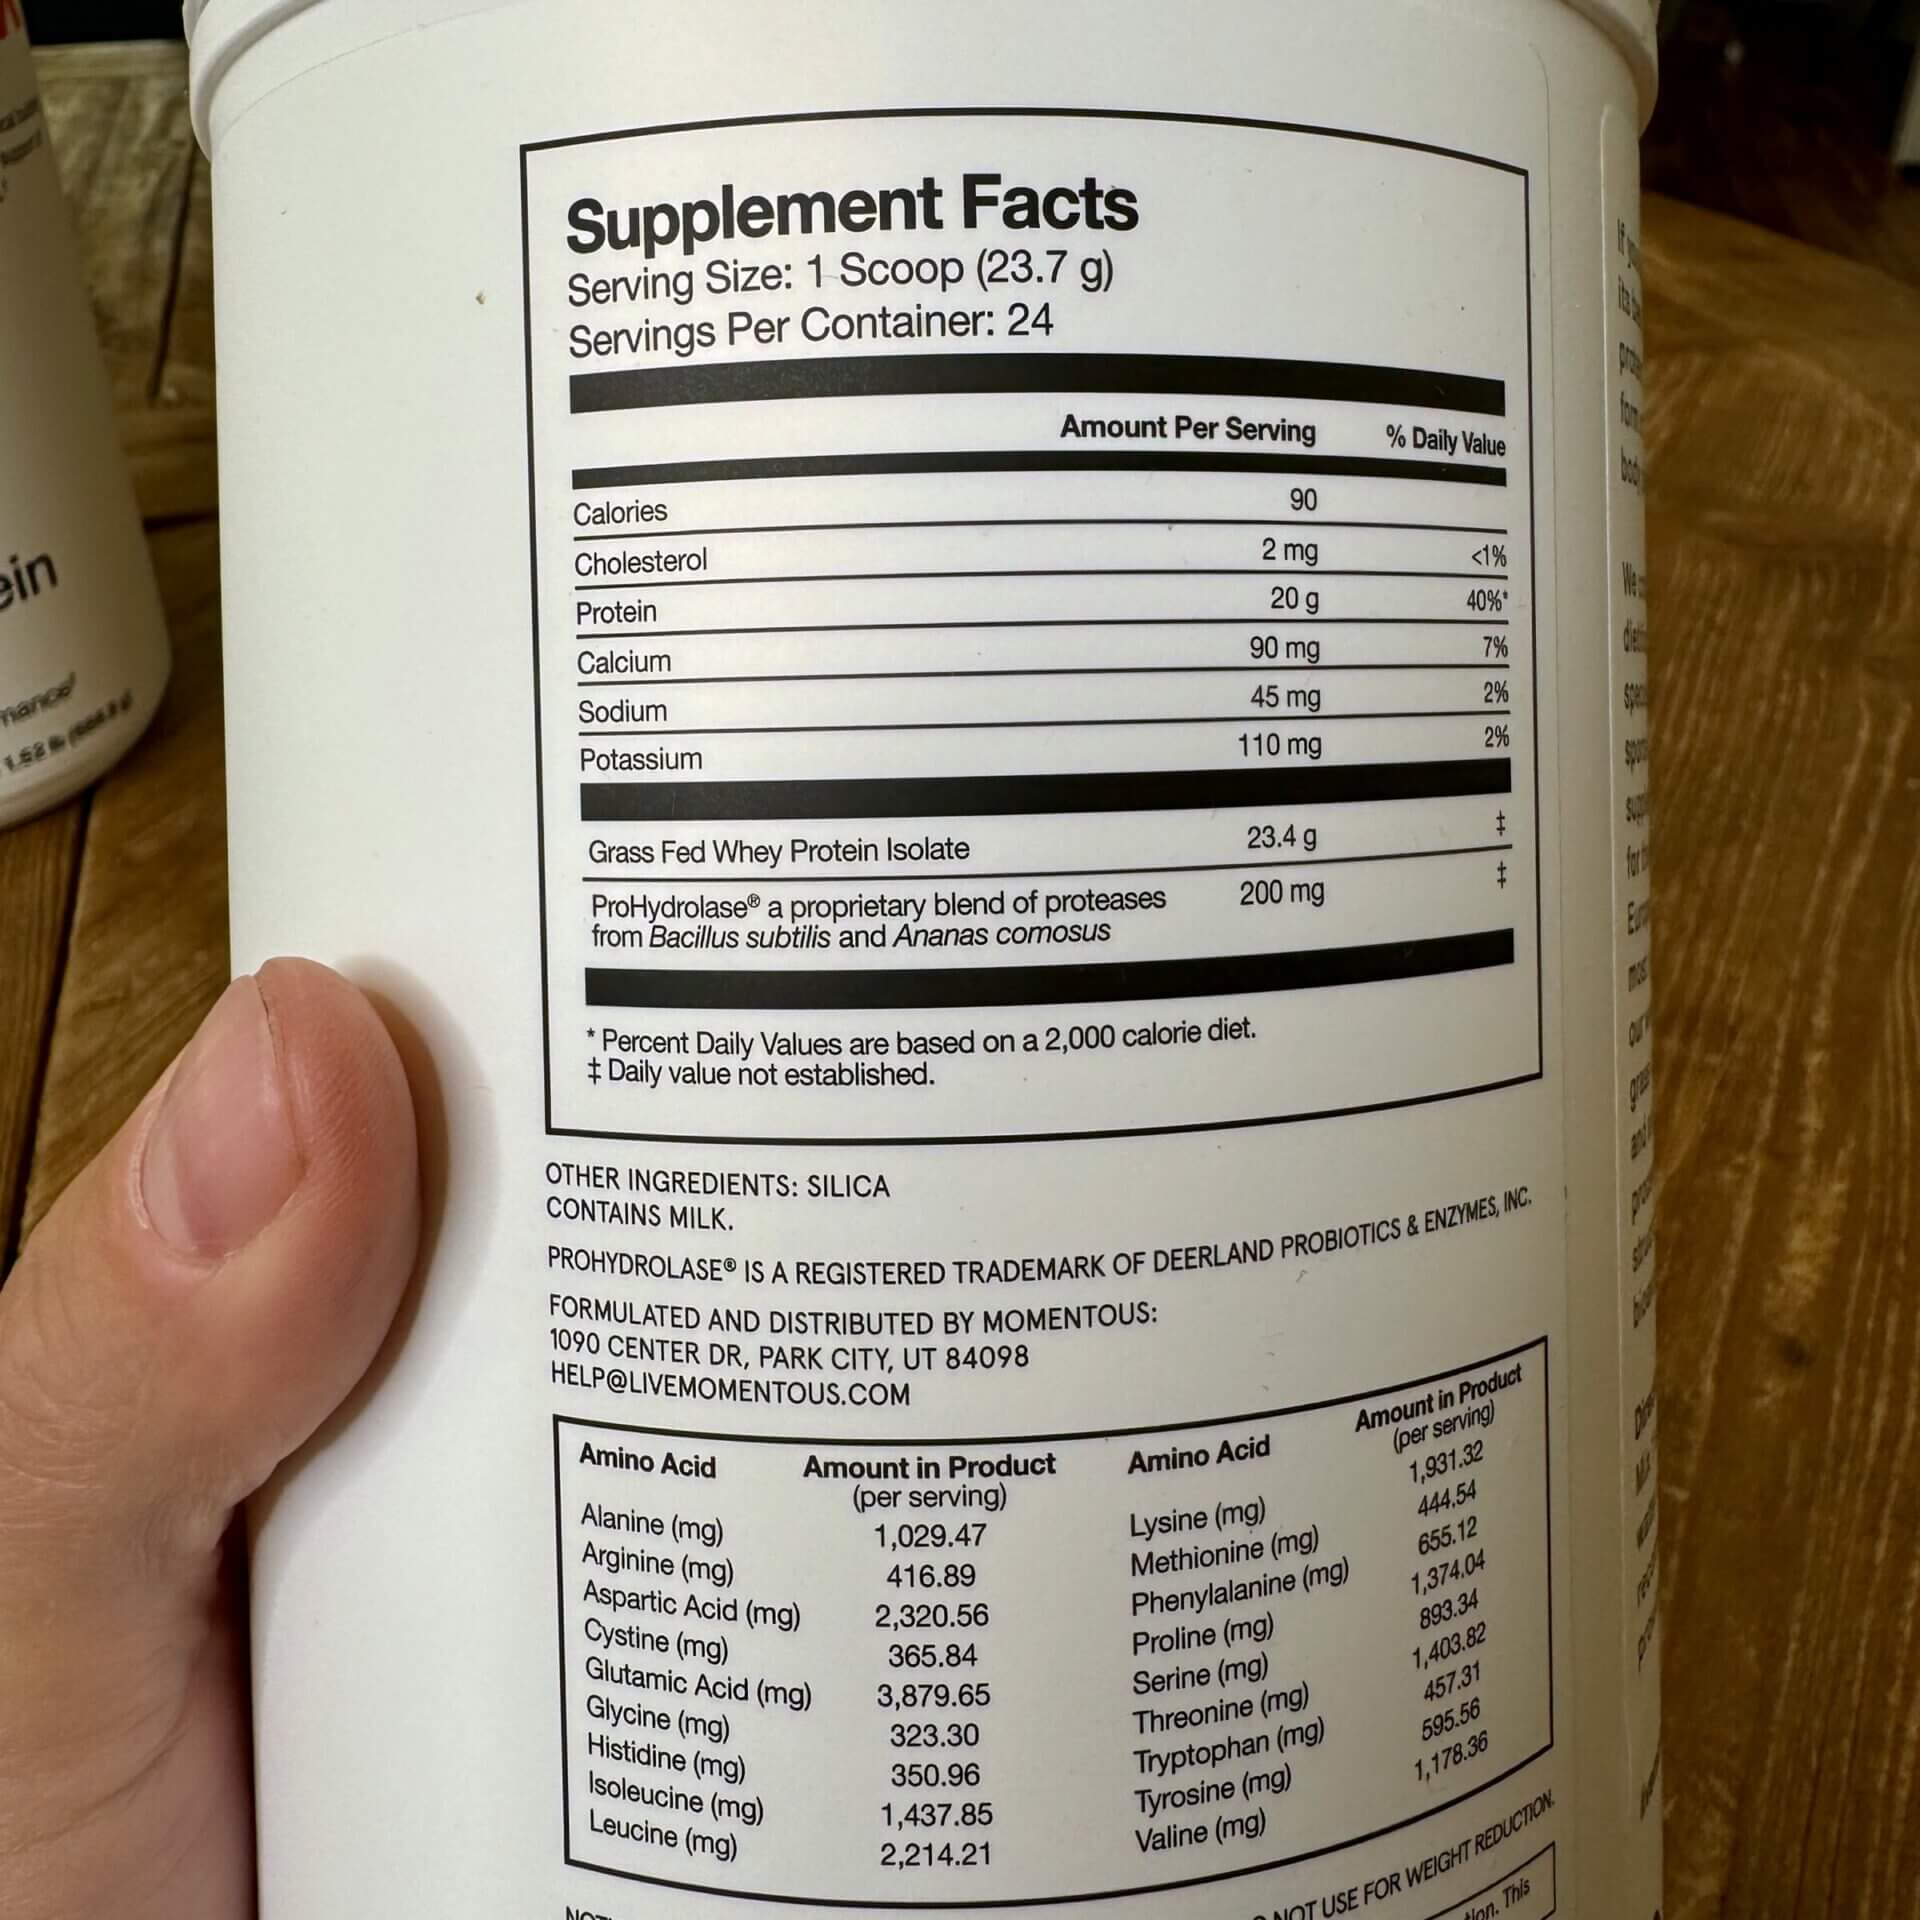 Supplement Facts
Serving Size: 1 Scoop (23.7 g)
Servings Per Container: 24
Amount Per Serving % Daily Value
Calories 90
Cholesterol 2 mg <1%
Protein 20 g 40%*
Calcium 90 mg 7%
Sodium 45 mg 2%
Potassium 110 mg 2%
Grass Fed Whey Protein Isolate 23.4 g ‡
ProHydrolase® a proprietary blend of proteases 200 mg ‡
from Bacillus subtilis and Ananas comosus
* Percent Daily Values are based on a 2,000 calorie diet.
‡ Daily value not established.
OTHER INGREDIENTS: SILICA
CONTAINS MILK.
PROHYDROLASE® IS A REGISTERED TRADEMARK OF DEERLAND PROBIOTICS & ENZYMES, INC.
FORMULATED AND DISTRIBUTED BY MOMENTOUS:
1090 CENTER DR, PARK CITY, UT 84098
HELP@LIVEMOMENTOUS.COM
Amino Acid Amount in Product Amino Acid Amount in Product
(per serving) (per serving)
Alanine (mg) 1,029.47 Lysine (mg) 1,931.32
Arginine (mg) 416.89 Methionine (mg) 444.54
Aspartic Acid (mg) 2,320.56 Phenylalanine (mg) 655.12
Cystine (mg) 365.84 Proline (mg) 1,374.04
Glutamic Acid (mg) 3,879.65 Serine (mg) 893.34
Glycine (mg) 323.30 Threonine (mg) 1,403.82
Histidine (mg) 350.96 Tryptophan (mg) 457.31
Isoleucine (mg) 1,437.85 Tyrosine (mg) 595.56
Leucine (mg) 2,214.21 Valine (mg) 1,178.36
NOT USE FOR WEIGHT REDUCTION.
This
ein